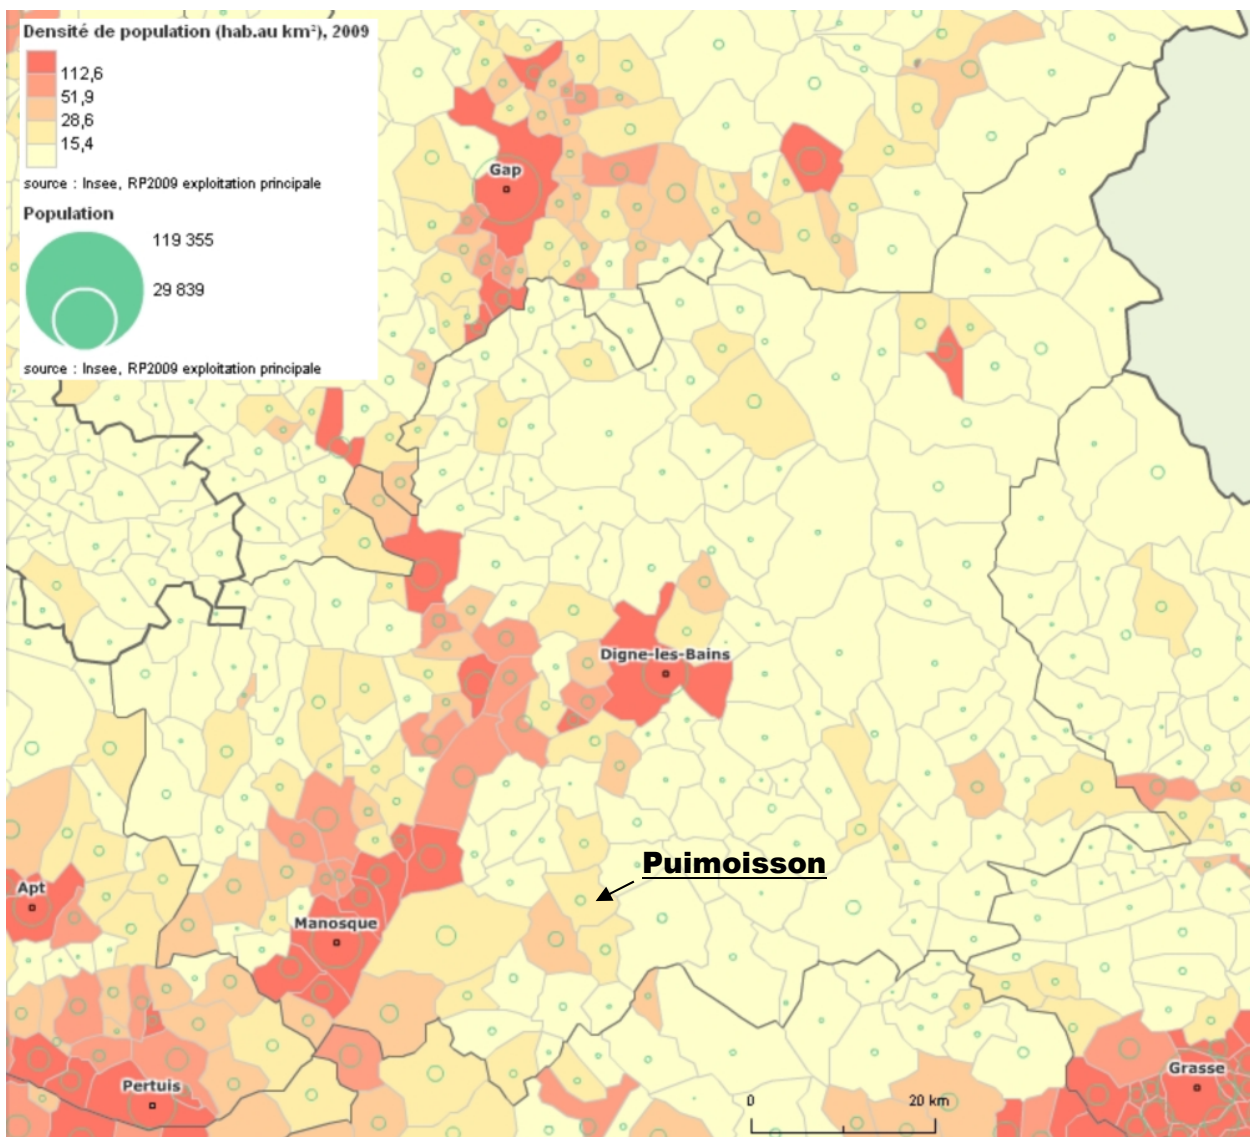 Densité de population (hab.au km²), 2009
112,6
51,9
28,6
15,4
source : Insee, RP2009 exploitation principale
Population
119 355
29 839
source : Insee, RP2009 exploitation principale
Gap
Digne-les-Bains
Puimoisson
Apt
Manosque
Pertuis
Grasse
0
20 km